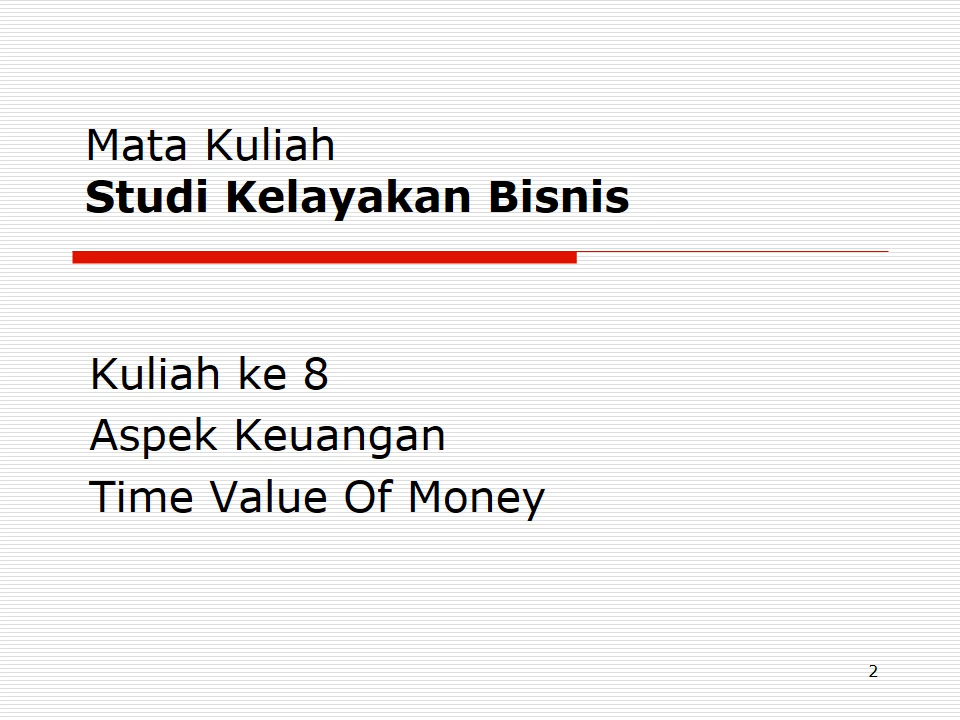 Mata Kuliah
Studi Kelayakan Bisnis
Kuliah ke 8
Aspek Keuangan
Time Value Of Money
2